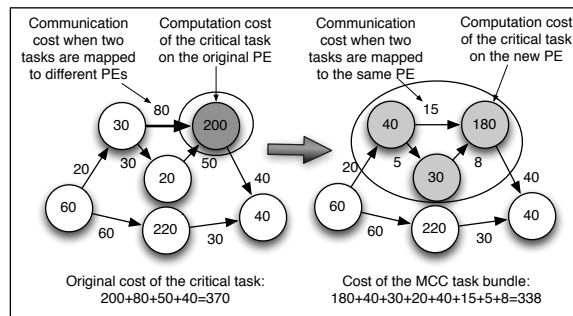 Communication
cost when two
tasks are mapped
to different PEs
Computation cost
of the critical task
on the original PE
80
30
200
20
30
50
20
40
60
60
220
30
40
Original cost of the critical task:
200+80+50+40=370
Communication
cost when two
tasks are mapped
to the same PE
Computation cost
of the critical task
on the new PE
15
40
180
20
5
8
30
40
60
60
220
30
40
Cost of the MCC task bundle:
180+40+30+20+40+15+5+8=338